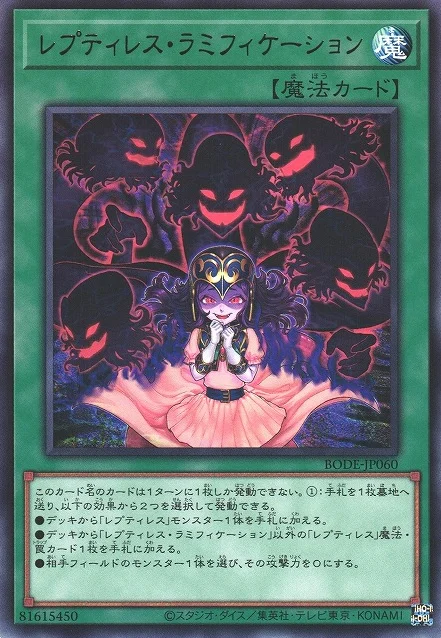 レプティレス・ラミフィケーション
魔
【魔法カード】
BODE-JP060
このカード名のカードは1ターンに1枚しか発動できない。①:手札を1枚墓地へ
送り、以下の効果から2つを選択して発動できる。
●デッキから「レプティレス」モンスター1体を手札に加える。
●デッキから「レプティレス・ラミフィケーション」以外の「レプティレス」魔法・
罠カード1枚を手札に加える。
●相手フィールドのモンスター1体を選び、その攻撃力を0にする。
81615450
©スタジオ・ダイス/集英社・テレビ東京・KONAMI